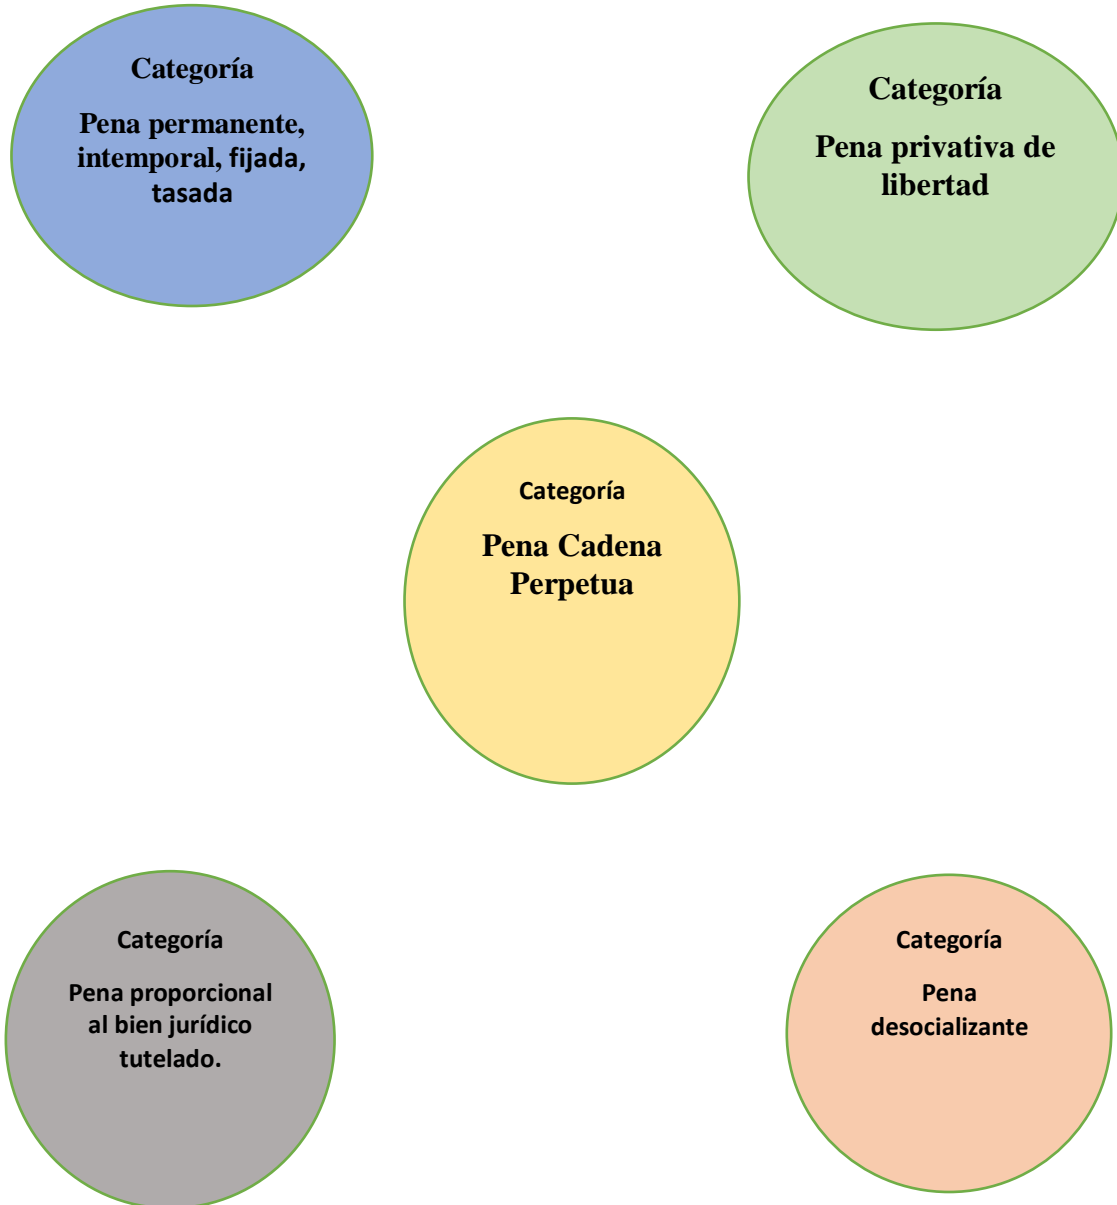 Categoría
Pena permanente,
intemporal, fijada,
tasada
Categoría
Pena privativa de
libertad
Categoría
Pena Cadena
Perpetua
Categoría
Pena proporcional
al bien jurídico
tutelado.
Categoría
Pena
desocializante